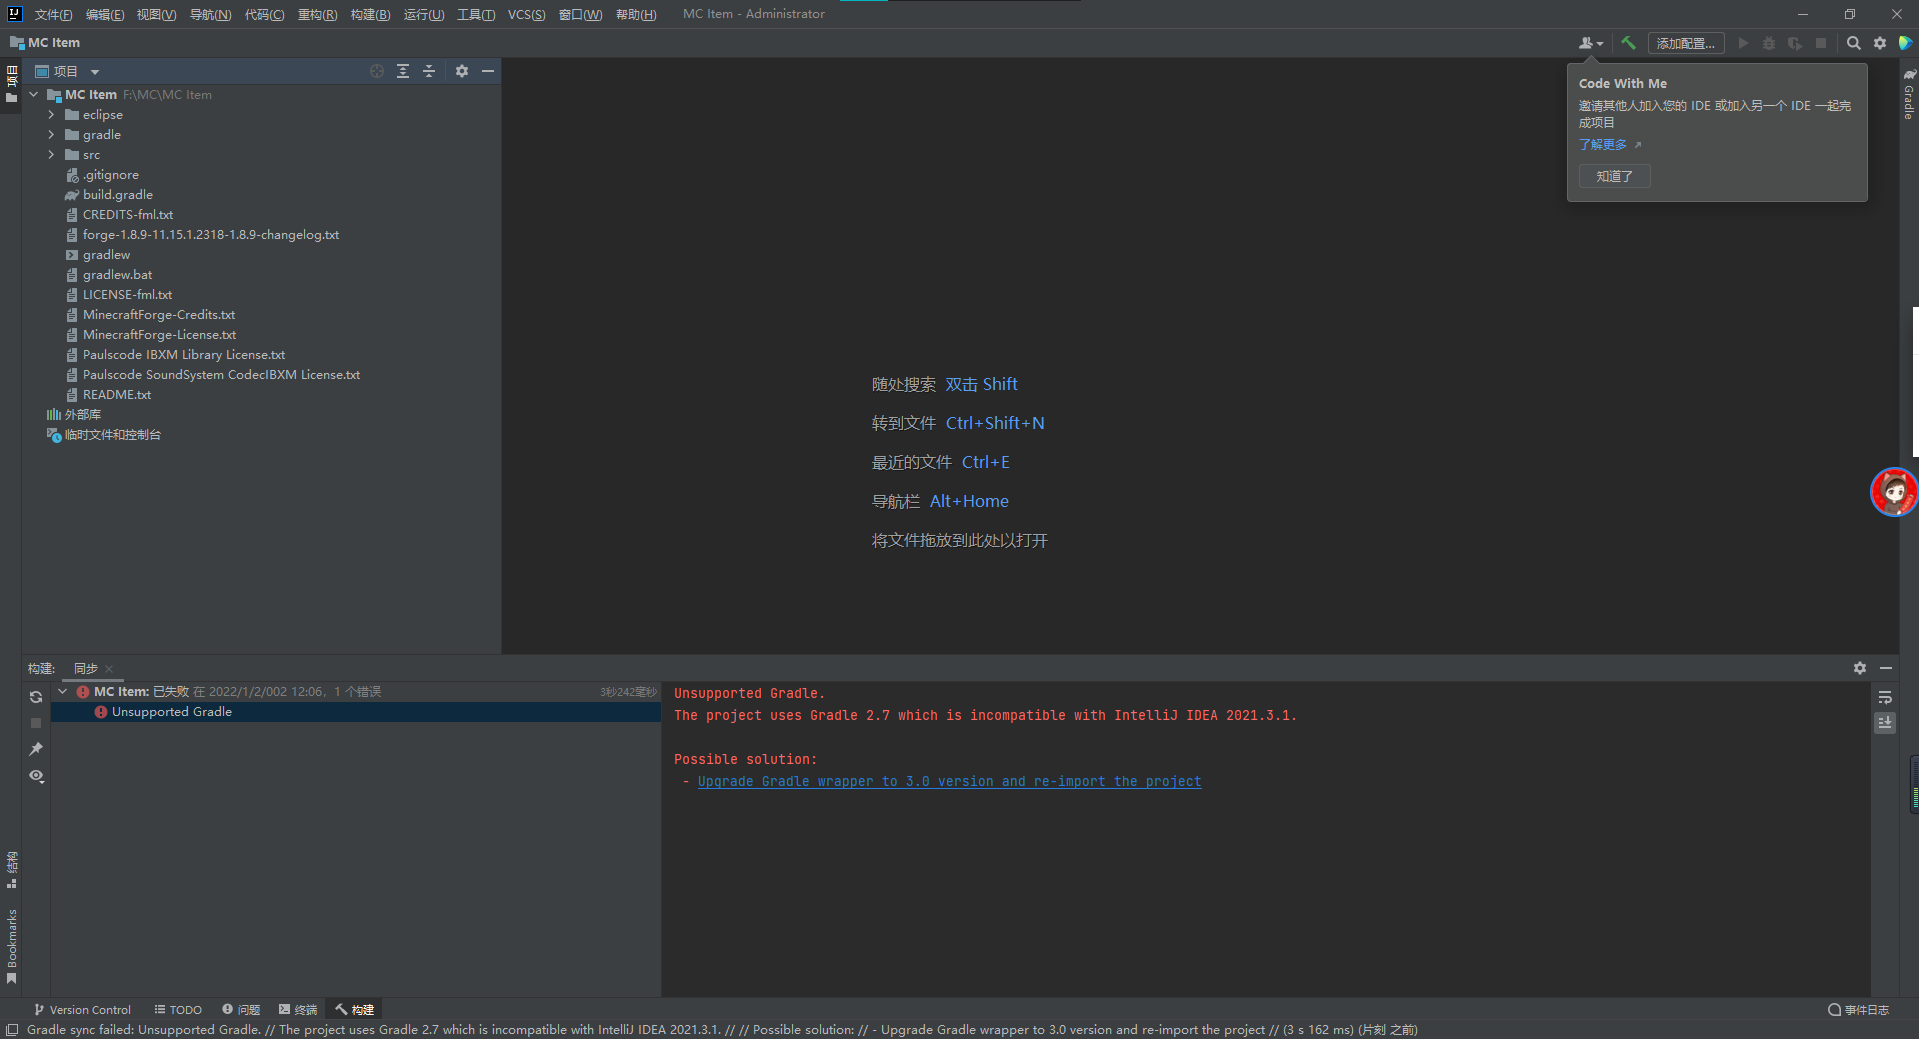 文件(F) 编辑(E) 视图(V) 导航(N) 代码(C) 重构(R) 构建(B) 运行(U) 工具(T) VCS(S) 窗口(W) 帮助(H) MC Item - Administrator
MC Item
添加配置...
项目
项目
MC Item F:\MC\MC Item
eclipse
gradle
src
.gitignore
build.gradle
CREDITS-fml.txt
forge-1.8.9-11.15.1.2318-1.8.9-changelog.txt
gradlew
gradlew.bat
LICENSE-fml.txt
MinecraftForge-Credits.txt
MinecraftForge-License.txt
Paulscode IBXM Library License.txt
Paulscode SoundSystem CodecIBXM License.txt
README.txt
外部库
临时文件和控制台
Code With Me
邀请其他人加入您的 IDE 或加入另一个 IDE 一起完
成项目
了解更多
知道了
Gradle
随处搜索 双击 Shift
转到文件 Ctrl+Shift+N
最近的文件 Ctrl+E
导航栏 Alt+Home
将文件拖放到此处以打开
构建: 同步
MC Item: 已失败 在 2022/1/2/002 12:06，1 个错误 3秒242毫秒
Unsupported Gradle
Unsupported Gradle.
The project uses Gradle 2.7 which is incompatible with IntelliJ IDEA 2021.3.1.
Possible solution:
- Upgrade Gradle wrapper to 3.0 version and re-import the project
结构
Bookmarks
Version Control TODO 问题 终端 构建 事件日志
Gradle sync failed: Unsupported Gradle. // The project uses Gradle 2.7 which is incompatible with IntelliJ IDEA 2021.3.1. // // Possible solution: // - Upgrade Gradle wrapper to 3.0 version and re-import the project // (3 s 162 ms) (片刻 之前)